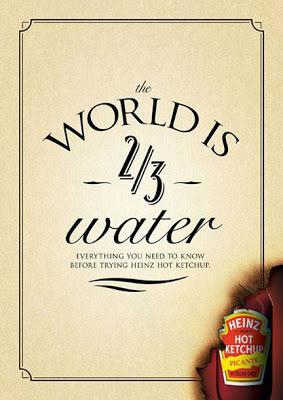 the
WORLD IS
2/3
water
EVERYTHING YOU NEED TO KNOW
BEFORE TRYING HEINZ HOT KETCHUP.
HEINZ
HOT
KETCHUP
PICANTE